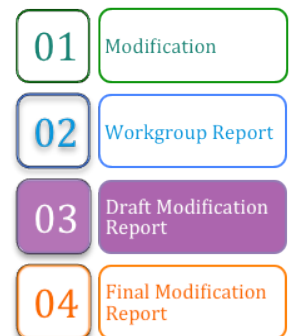 01
Modification
02
Workgroup Report
03
Draft Modification
Report
04
Final Modification
Report